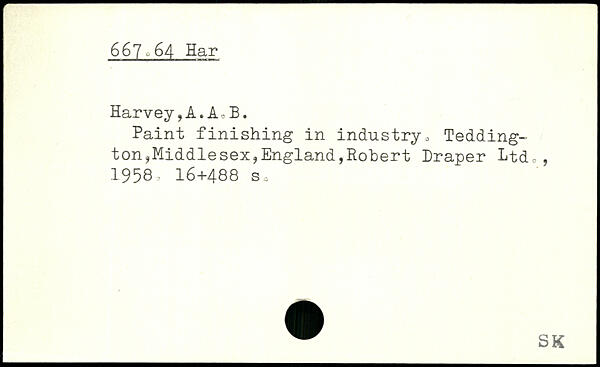 667.64 Har
Harvey,A.A.B.
Paint finishing in industry. Tedding-
ton,Middlesex,England,Robert Draper Ltd.,
1958. 16+488 s.
SK